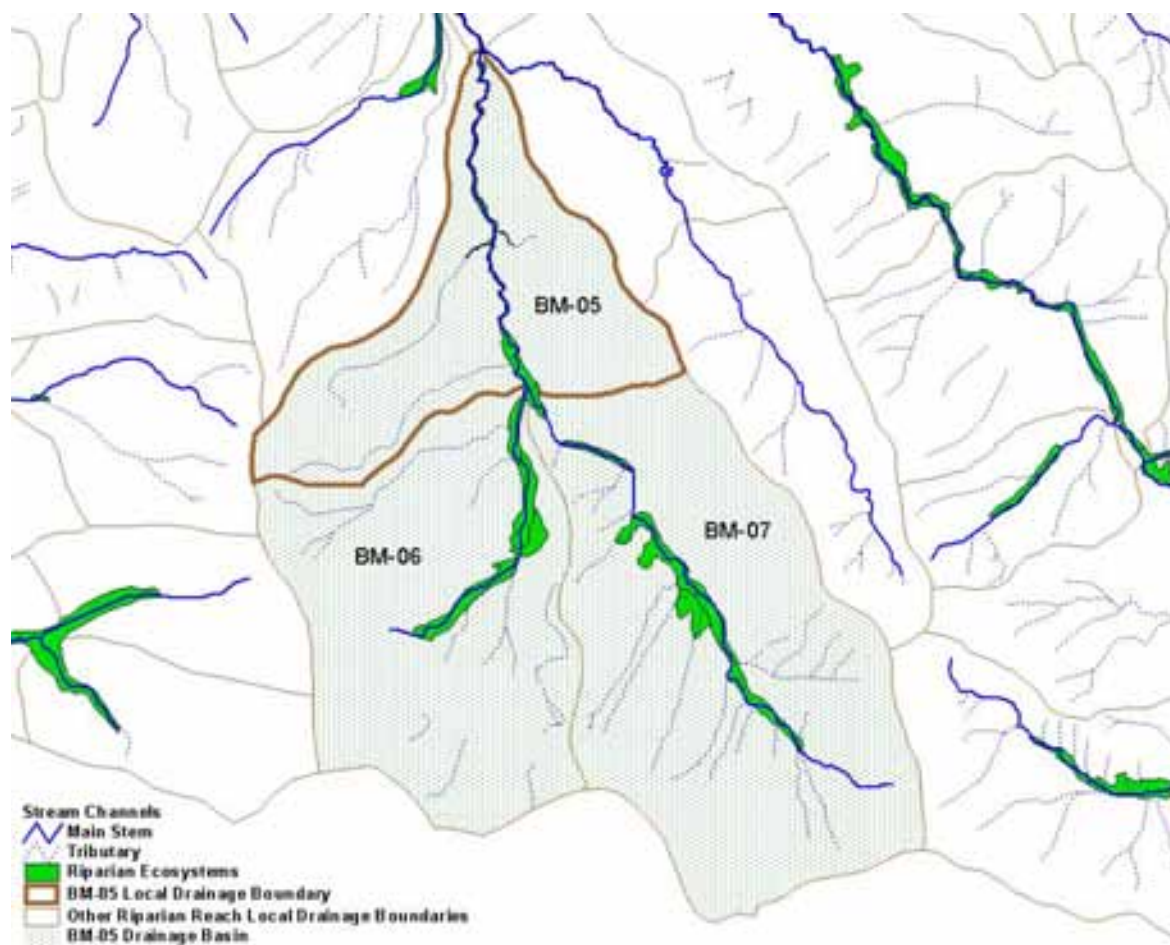 BM-05
BM-06
BM-07
Stream Channels
Main Stem
Tributary
Riparian Ecosystems
BM-05 Local Drainage Boundary
Other Riparian Reach Local Drainage Boundaries
BM-05 Drainage Basin